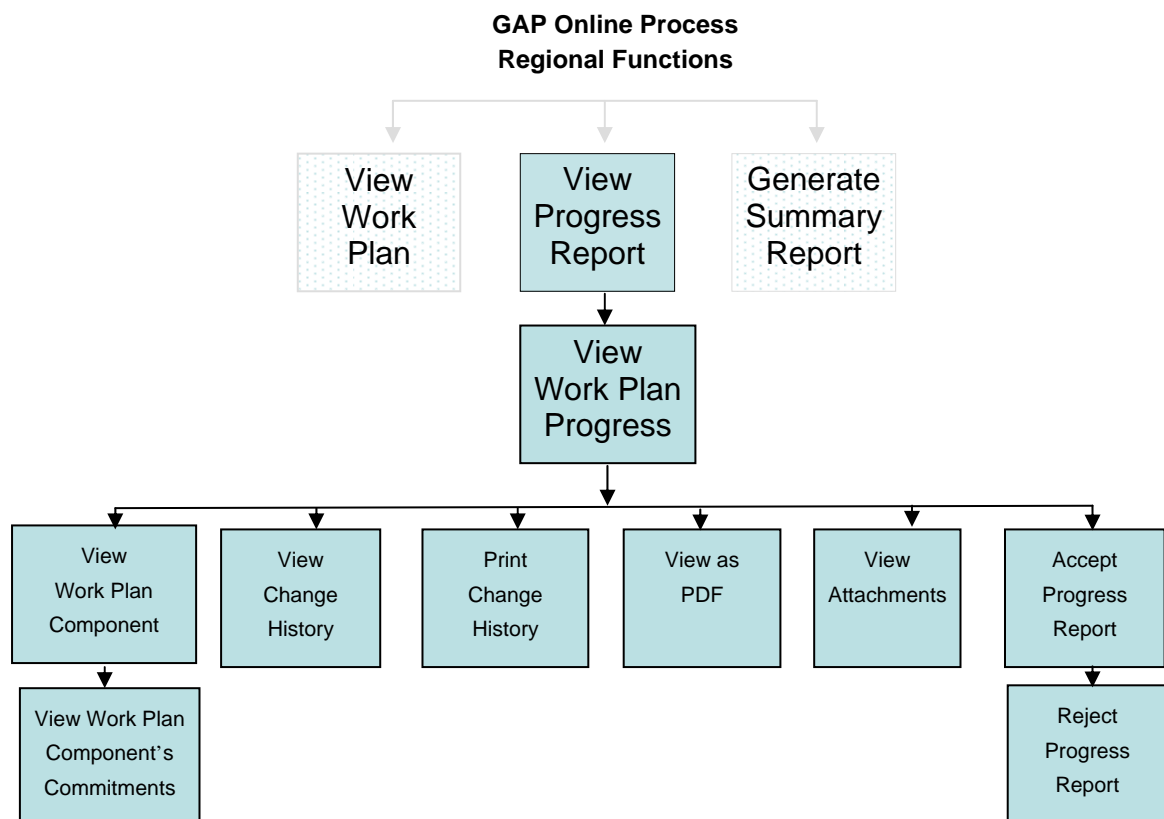 GAP Online Process
Regional Functions
View
Work
Plan
View
Progress
Report
Generate
Summary
Report
View
Work Plan
Progress
View
Work Plan
Component
View
Change
History
Print
Change
History
View as
PDF
View
Attachments
Accept
Progress
Report
View Work Plan
Component’s
Commitments
Reject
Progress
Report